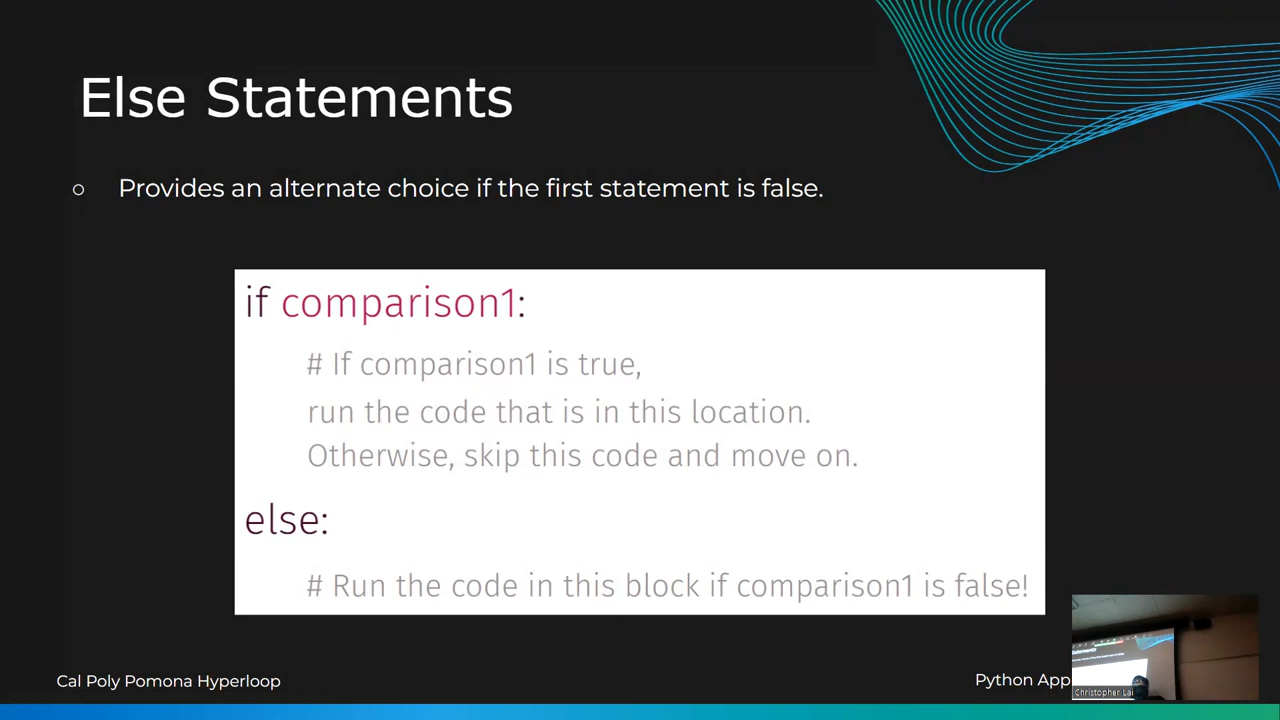 Else Statements
○ Provides an alternate choice if the first statement is false.
if comparison1:
# If comparison1 is true,
run the code that is in this location.
Otherwise, skip this code and move on.
else:
# Run the code in this block if comparison1 is false!
Cal Poly Pomona Hyperloop
Python App
Christopher La